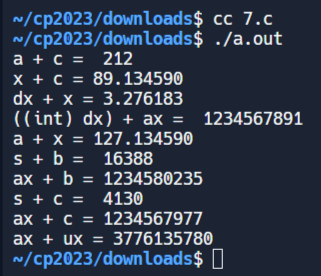 ~/cp2023/downloads$ cc 7.c
~/cp2023/downloads$ ./a.out
a + c =  212
x + c = 89.134590
dx + x = 3.276183
((int) dx) + ax =  1234567891
a + x = 127.134590
s + b =  16388
ax + b = 1234580235
s + c =  4130
ax + c = 1234567977
ax + ux = 3776135780
~/cp2023/downloads$